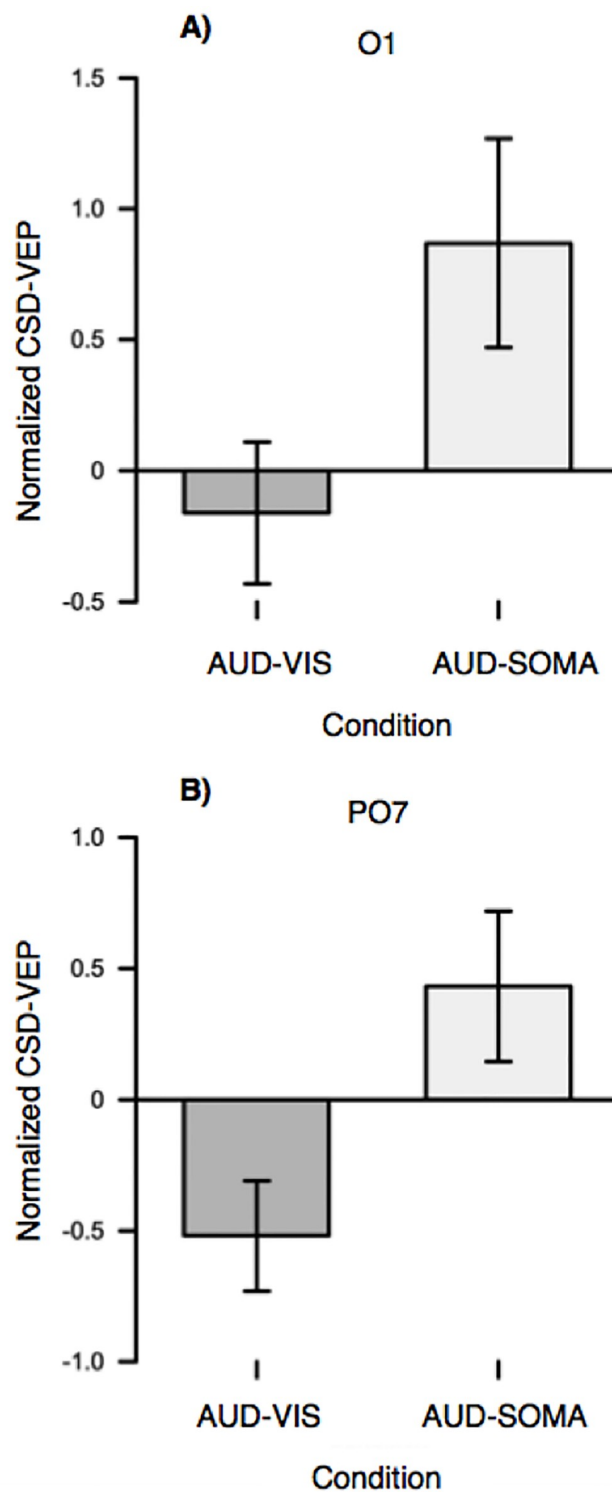 A)
O1
1.5
1.0
0.5
0
-0.5
Normalized CSD-VEP
AUD-VIS AUD-SOMA
Condition
B)
PO7
1.0
0.5
0
-0.5
-1.0
Normalized CSD-VEP
AUD-VIS AUD-SOMA
Condition